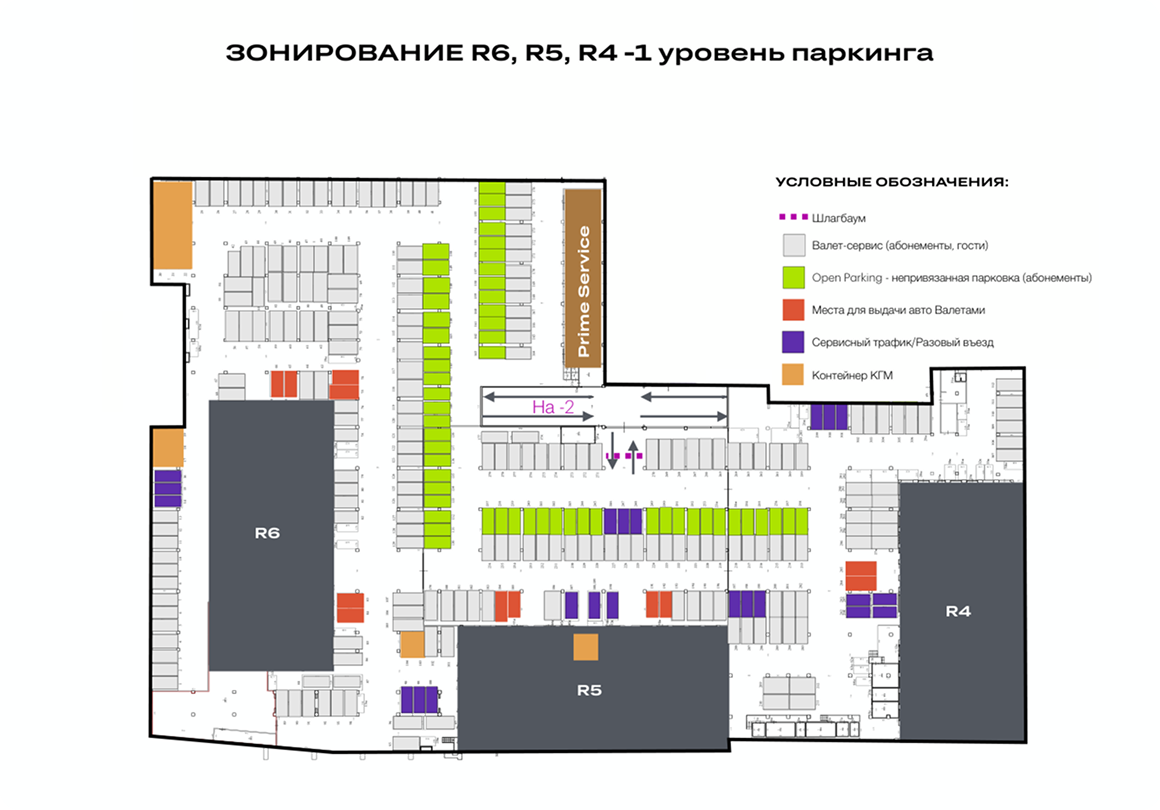 ЗОНИРОВАНИЕ R6, R5, R4 -1 уровень паркинга
УСЛОВНЫЕ ОБОЗНАЧЕНИЯ:
Шлагбаум
Валет-сервис (абонементы, гости)
Open Parking - непривязанная парковка (абонементы)
Места для выдачи авто Валетами
Сервисный трафик/Разовый въезд
Контейнер КГМ
Prime Service
На -2
R6
R4
R5